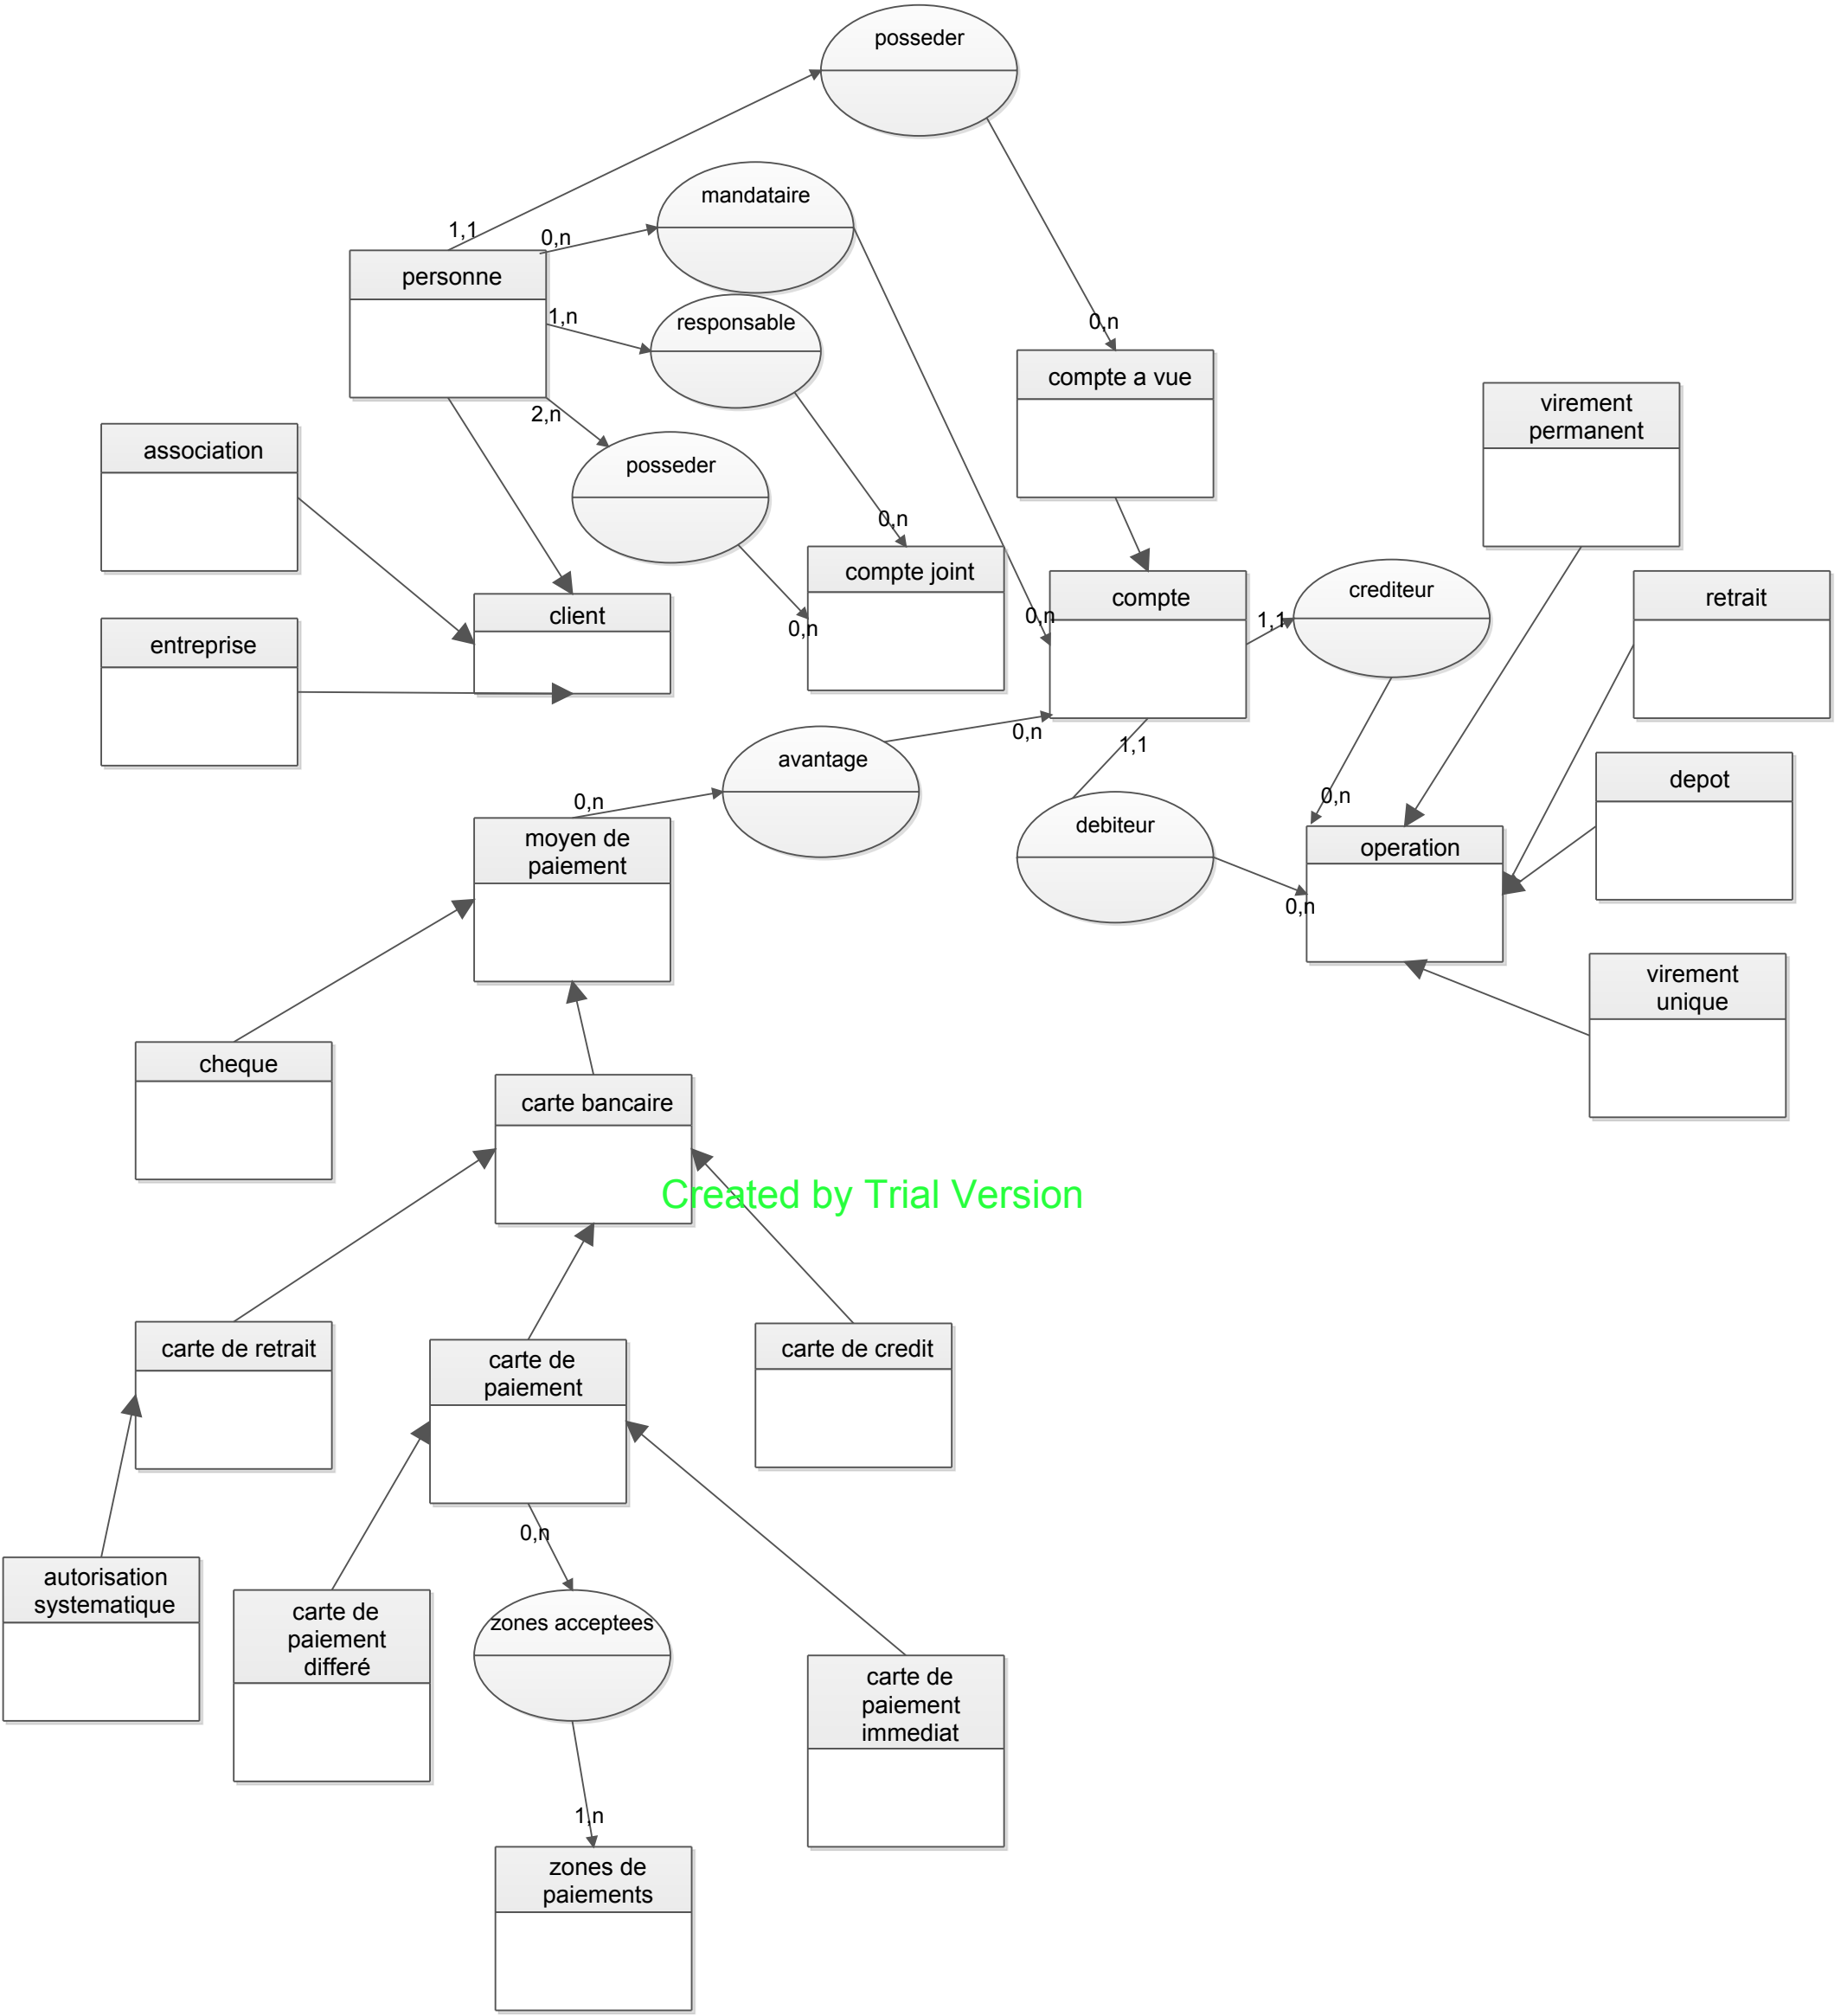 posseder
mandataire
1,1
0,n
personne
1,n
responsable
0,n
compte a vue
virement
permanent
2,n
association
posseder
0,n
compte joint
compte
crediteur
retrait
client
0,n
0,n
1,1
entreprise
0,n
1,1
avantage
depot
0,n
0,n
moyen de
paiement
debiteur
operation
0,n
virement
unique
cheque
carte bancaire
Created by Trial Version
carte de retrait
carte de
paiement
carte de credit
0,n
autorisation
systematique
carte de
paiement
differé
zones acceptees
carte de
paiement
immediat
1,n
zones de
paiements